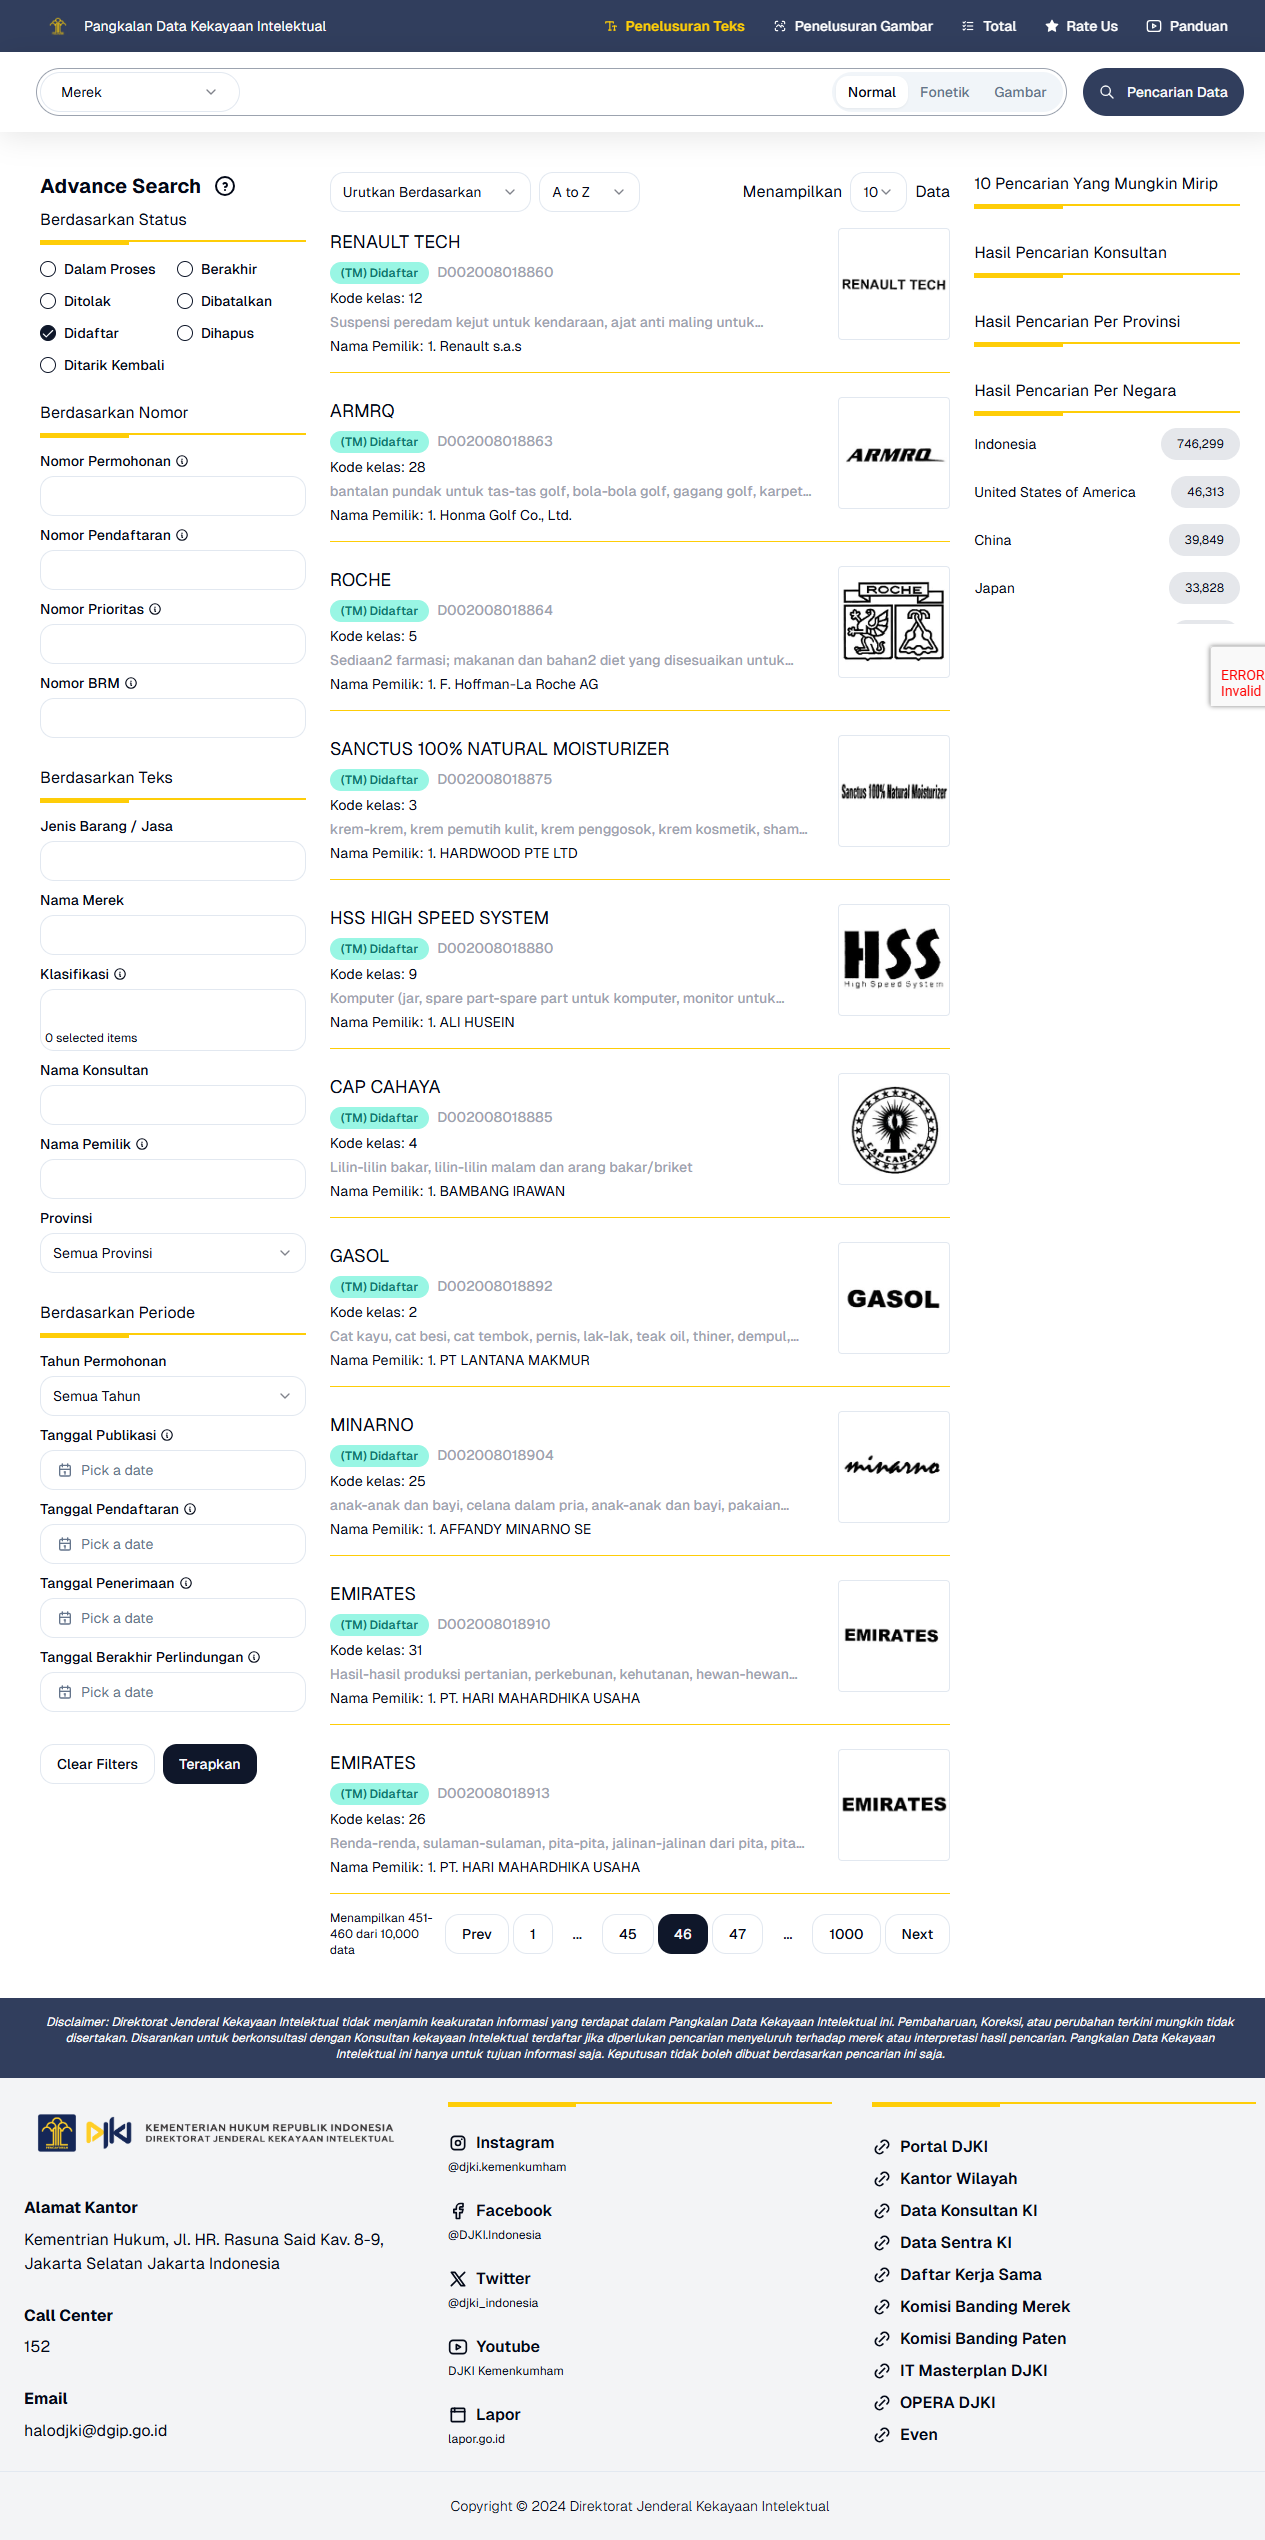 Pangkalan Data Kekayaan Intelektual
Penelusuran Teks
Penelusuran Gambar
Total
Rate Us
Panduan
Merek
Normal
Fonetik
Gambar
Pencarian Data
Advance Search
Berdasarkan Status
Dalam Proses
Berakhir
Ditolak
Dibatalkan
Didaftar
Dihapus
Ditarik Kembali
Berdasarkan Nomor
Nomor Permohonan
Nomor Pendaftaran
Nomor Prioritas
Nomor BRM
Berdasarkan Teks
Jenis Barang / Jasa
Nama Merek
Klasifikasi
0 selected items
Nama Konsultan
Nama Pemilik
Provinsi
Semua Provinsi
Berdasarkan Periode
Tahun Permohonan
Semua Tahun
Tanggal Publikasi
Pick a date
Tanggal Pendaftaran
Pick a date
Tanggal Penerimaan
Pick a date
Tanggal Berakhir Perlindungan
Pick a date
Clear Filters
Terapkan
Urutkan Berdasarkan
A to Z
Menampilkan
10
Data
RENAULT TECH
(TM) Didaftar
D002008018860
Kode kelas: 12
Suspensi peredam kejut untuk kendaraan, ajat anti maling untuk...
Nama Pemilik: 1. Renault s.a.s
RENAULT TECH
ARMRQ
(TM) Didaftar
D002008018863
Kode kelas: 28
bantalan pundak untuk tas-tas golf, bola-bola golf, gagang golf, karpet...
Nama Pemilik: 1. Honma Golf Co., Ltd.
ARMRQ
ROCHE
(TM) Didaftar
D002008018864
Kode kelas: 5
Sediaan2 farmasi; makanan dan bahan2 diet yang disesuaikan untuk...
Nama Pemilik: 1. F. Hoffman-La Roche AG
ROCHE
SANCTUS 100% NATURAL MOISTURIZER
(TM) Didaftar
D002008018875
Kode kelas: 3
krem-krem, krem pemutih kulit, krem penggosok, krem kosmetik, sham...
Nama Pemilik: 1. HARDWOOD PTE LTD
Sanctus 100% Natural Moisturizer
HSS HIGH SPEED SYSTEM
(TM) Didaftar
D002008018880
Kode kelas: 9
Komputer (jar, spare part-spare part untuk komputer, monitor untuk...
Nama Pemilik: 1. ALI HUSEIN
HSS
High Speed System
CAP CAHAYA
(TM) Didaftar
D002008018885
Kode kelas: 4
Lilin-lilin bakar, lilin-lilin malam dan arang bakar/briket
Nama Pemilik: 1. BAMBANG IRAWAN
CAP CAHAYA
GASOL
(TM) Didaftar
D002008018892
Kode kelas: 2
Cat kayu, cat besi, cat tembok, pernis, lak-lak, teak oil, thiner, dempul,...
Nama Pemilik: 1. PT LANTANA MAKMUR
GASOL
MINARNO
(TM) Didaftar
D002008018904
Kode kelas: 25
anak-anak dan bayi, celana dalam pria, anak-anak dan bayi, pakaian...
Nama Pemilik: 1. AFFANDY MINARNO SE
minarno
EMIRATES
(TM) Didaftar
D002008018910
Kode kelas: 31
Hasil-hasil produksi pertanian, perkebunan, kehutanan, hewan-hewan...
Nama Pemilik: 1. PT. HARI MAHARDHIKA USAHA
EMIRATES
EMIRATES
(TM) Didaftar
D002008018913
Kode kelas: 26
Renda-renda, sulaman-sulaman, pita-pita, jalinan-jalinan dari pita, pita...
Nama Pemilik: 1. PT. HARI MAHARDHIKA USAHA
EMIRATES
Menampilkan 451-
460 dari 10,000
data
Prev
1
...
45
46
47
...
1000
Next
10 Pencarian Yang Mungkin Mirip
Hasil Pencarian Konsultan
Hasil Pencarian Per Provinsi
Hasil Pencarian Per Negara
Indonesia
746,299
United States of America
46,313
China
39,849
Japan
33,828
ERROR
Invalid
Disclaimer: Direktorat Jenderal Kekayaan Intelektual tidak menjamin keakuratan informasi yang terdapat dalam Pangkalan Data Kekayaan Intelektual ini. Pembaharuan, Koreksi, atau perubahan terkini mungkin tidak
disertakan. Disarankan untuk berkonsultasi dengan Konsultan kekayaan Intelektual terdaftar jika diperlukan pencarian menyeluruh terhadap merek atau interpretasi hasil pencarian. Pangkalan Data Kekayaan
Intelektual ini hanya untuk tujuan informasi saja. Keputusan tidak boleh dibuat berdasarkan pencarian ini saja.
DJKI
KEMENTERIAN HUKUM REPUBLIK INDONESIA
DIREKTORAT JENDERAL KEKAYAAN INTELEKTUAL
Alamat Kantor
Kementrian Hukum, Jl. HR. Rasuna Said Kav. 8-9,
Jakarta Selatan Jakarta Indonesia
Call Center
152
Email
halodjki@dgip.go.id
Instagram
@djki.kemenkumham
Facebook
@DJKI.Indonesia
Twitter
@djki_indonesia
Youtube
DJKI Kemenkumham
Lapor
lapor.go.id
Portal DJKI
Kantor Wilayah
Data Konsultan KI
Data Sentra KI
Daftar Kerja Sama
Komisi Banding Merek
Komisi Banding Paten
IT Masterplan DJKI
OPERA DJKI
Even
Copyright © 2024 Direktorat Jenderal Kekayaan Intelektual